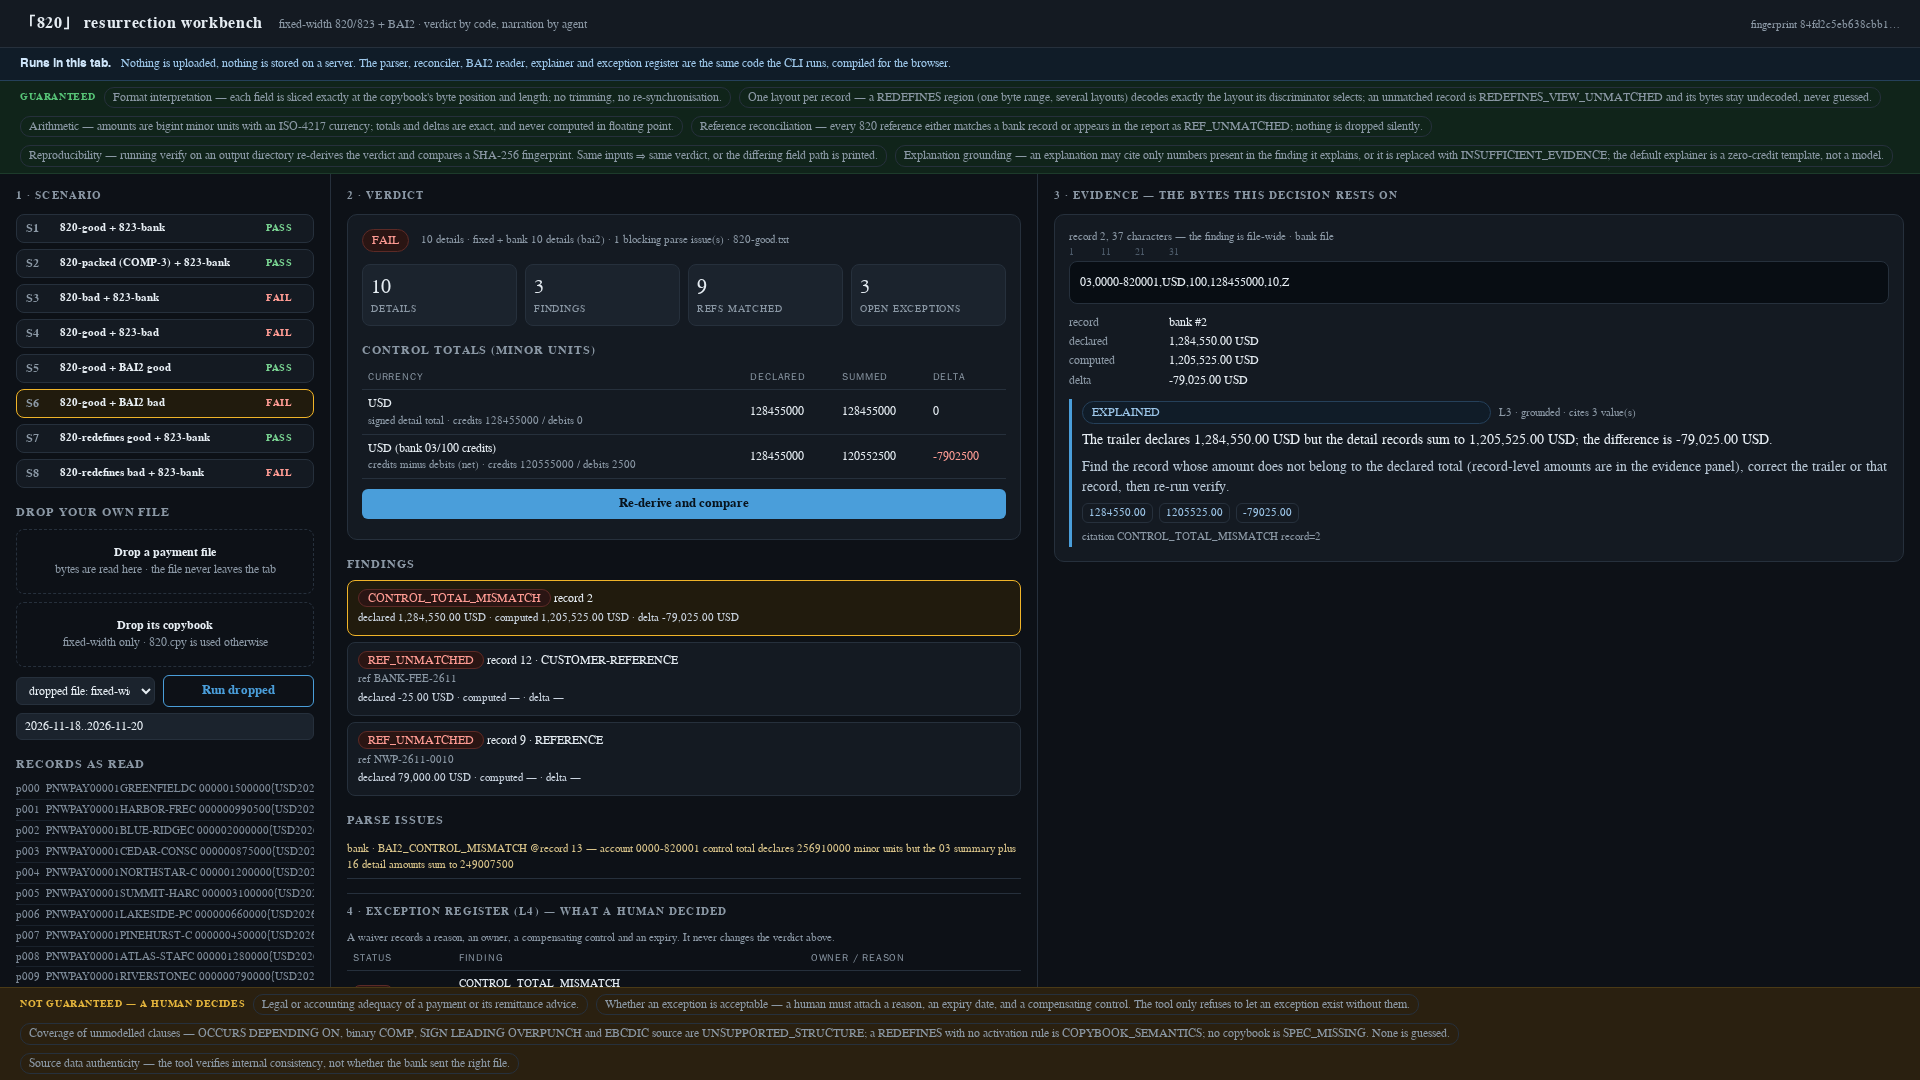 「820」 resurrection workbench
fixed-width 820/823 + BAI2 · verdict by code, narration by agent
fingerprint 84fd2c5eb638cbb1…
Runs in this tab. Nothing is uploaded, nothing is stored on a server. The parser, reconciler, BAI2 reader, explainer and exception register are the same code the CLI runs, compiled for the browser.
GUARANTEED
Format interpretation — each field is sliced exactly at the copybook's byte position and length; no trimming, no re-synchronisation.
One layout per record — a REDEFINES region (one byte range, several layouts) decodes exactly the layout its discriminator selects; an unmatched record is REDEFINES_VIEW_UNMATCHED and its bytes stay undecoded, never guessed.
Arithmetic — amounts are bigint minor units with an ISO-4217 currency; totals and deltas are exact, and never computed in floating point.
Reference reconciliation — every 820 reference either matches a bank record or appears in the report as REF_UNMATCHED; nothing is dropped silently.
Reproducibility — running verify on an output directory re-derives the verdict and compares a SHA-256 fingerprint. Same inputs ⇒ same verdict, or the differing field path is printed.
Explanation grounding — an explanation may cite only numbers present in the finding it explains, or it is replaced with INSUFFICIENT_EVIDENCE; the default explainer is a zero-credit template, not a model.
1 · SCENARIO
S1 820-good + 823-bank PASS
S2 820-packed (COMP-3) + 823-bank PASS
S3 820-bad + 823-bank FAIL
S4 820-good + 823-bad FAIL
S5 820-good + BAI2 good PASS
S6 820-good + BAI2 bad FAIL
S7 820-redefines good + 823-bank PASS
S8 820-redefines bad + 823-bank FAIL
DROP YOUR OWN FILE
Drop a payment file
bytes are read here · the file never leaves the tab
Drop its copybook
fixed-width only · 820.cpy is used otherwise
dropped file: fixed-wi
Run dropped
2026-11-18..2026-11-20
RECORDS AS READ
p000 PNWPAY00001GREENFIELDC 000001500000{USD202
p001 PNWPAY00001HARBOR-FREC 000000990500{USD202
p002 PNWPAY00001BLUE-RIDGEC 000002000000{USD202
p003 PNWPAY00001CEDAR-CONSC 000000875000{USD202
p004 PNWPAY00001NORTHSTAR-C 000001200000{USD202
p005 PNWPAY00001SUMMIT-HARC 000003100000{USD202
p006 PNWPAY00001LAKESIDE-PC 000000660000{USD2026
p007 PNWPAY00001PINEHURST-C 000000450000{USD2026
p008 PNWPAY00001ATLAS-STAFC 000001280000{USD202
p009 PNWPAY00001RIVERSTONEC 000000790000{USD202
2 · VERDICT
FAIL 10 details · fixed + bank 10 details (bai2) · 1 blocking parse issue(s) · 820-good.txt
10
DETAILS
3
FINDINGS
9
REFS MATCHED
3
OPEN EXCEPTIONS
CONTROL TOTALS (MINOR UNITS)
CURRENCY DECLARED SUMMED DELTA
USD
signed detail total · credits 128455000 / debits 0
128455000 128455000 0
USD (bank 03/100 credits)
credits minus debits (net) · credits 120555000 / debits 2500
128455000 120552500 -7902500
Re-derive and compare
FINDINGS
CONTROL_TOTAL_MISMATCH record 2
declared 1,284,550.00 USD · computed 1,205,525.00 USD · delta -79,025.00 USD
REF_UNMATCHED record 12 · CUSTOMER-REFERENCE
ref BANK-FEE-2611
declared -25.00 USD · computed — · delta —
REF_UNMATCHED record 9 · REFERENCE
ref NWP-2611-0010
declared 79,000.00 USD · computed — · delta —
PARSE ISSUES
bank · BAI2_CONTROL_MISMATCH @record 13 — account 0000-820001 control total declares 256910000 minor units but the 03 summary plus
16 detail amounts sum to 249007500
4 · EXCEPTION REGISTER (L4) — WHAT A HUMAN DECIDED
A waiver records a reason, an owner, a compensating control and an expiry. It never changes the verdict above.
STATUS FINDING OWNER / REASON
CONTROL_TOTAL_MISMATCH
3 · EVIDENCE — THE BYTES THIS DECISION RESTS ON
record 2, 37 characters — the finding is file-wide · bank file
1 11 21 31
03,0000-820001,USD,100,128455000,10,Z
record bank #2
declared 1,284,550.00 USD
computed 1,205,525.00 USD
delta -79,025.00 USD
EXPLAINED L3 · grounded · cites 3 value(s)
The trailer declares 1,284,550.00 USD but the detail records sum to 1,205,525.00 USD; the difference is -79,025.00 USD.
Find the record whose amount does not belong to the declared total (record-level amounts are in the evidence panel), correct the trailer or that
record, then re-run verify.
1284550.00 1205525.00 -79025.00
citation CONTROL_TOTAL_MISMATCH record=2
NOT GUARANTEED — A HUMAN DECIDES
Legal or accounting adequacy of a payment or its remittance advice.
Whether an exception is acceptable — a human must attach a reason, an expiry date, and a compensating control. The tool only refuses to let an exception exist without them.
Coverage of unmodelled clauses — OCCURS DEPENDING ON, binary COMP, SIGN LEADING OVERPUNCH and EBCDIC source are UNSUPPORTED_STRUCTURE; a REDEFINES with no activation rule is COPYBOOK_SEMANTICS; no copybook is SPEC_MISSING. None is guessed.
Source data authenticity — the tool verifies internal consistency, not whether the bank sent the right file.